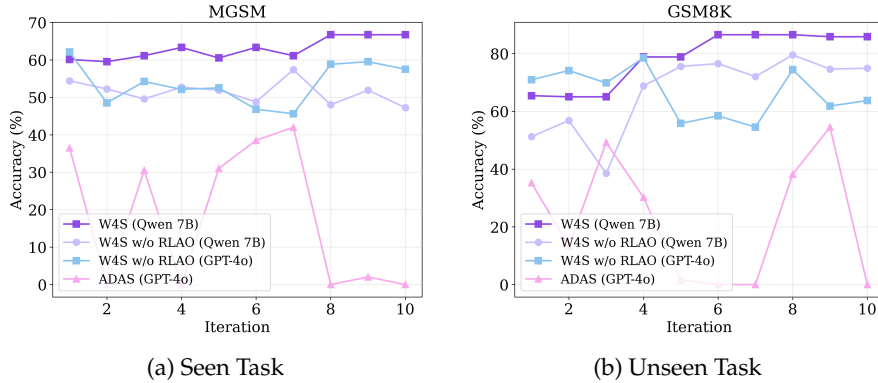 MGSM
Accuracy (%)
70
60
50
40
30
20
10
0
W4S (Qwen 7B)
W4S w/o RLAO (Qwen 7B)
W4S w/o RLAO (GPT-4o)
ADAS (GPT-4o)
2 4 6 8 10
Iteration
(a) Seen Task
GSM8K
Accuracy (%)
80
60
40
20
0
W4S (Qwen 7B)
W4S w/o RLAO (Qwen 7B)
W4S w/o RLAO (GPT-4o)
ADAS (GPT-4o)
2 4 6 8 10
Iteration
(b) Unseen Task